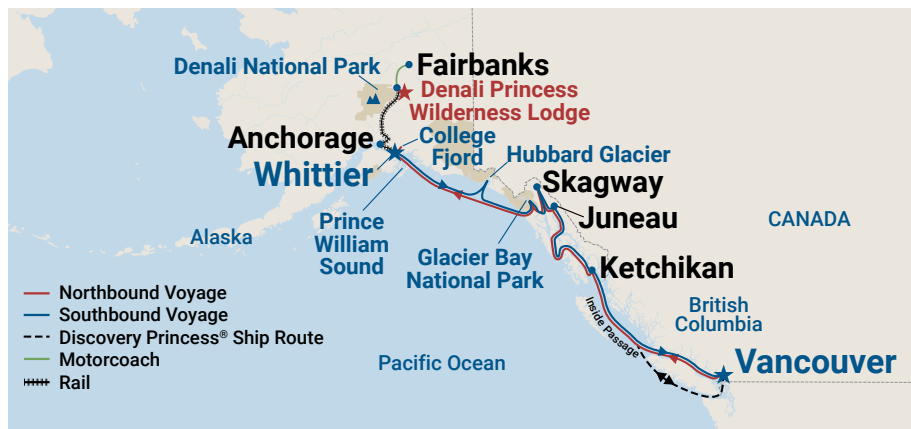 Fairbanks
Denali National Park
Denali Princess
Wilderness Lodge
Anchorage
College
Fjord
Whittier
Hubbard Glacier
Skagway
Juneau
Prince
William
Sound
Alaska
CANADA
Glacier Bay
National Park
Ketchikan
Northbound Voyage
Southbound Voyage
Discovery Princess® Ship Route
Motorcoach
Rail
Inside Passage
British
Columbia
Pacific Ocean
Vancouver